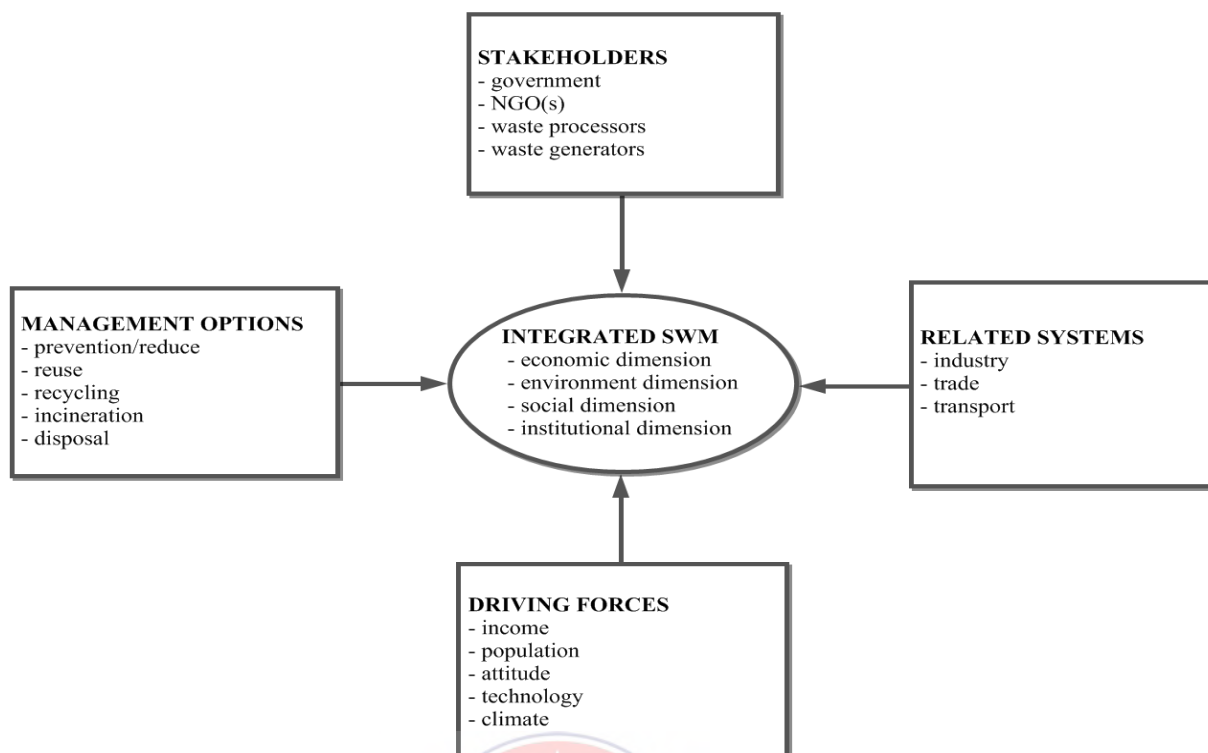 STAKEHOLDERS
- government
- NGO(s)
- waste processors
- waste generators
MANAGEMENT OPTIONS
- prevention/reduce
- reuse
- recycling
- incineration
- disposal
INTEGRATED SWM
- economic dimension
- environment dimension
- social dimension
- institutional dimension
RELATED SYSTEMS
- industry
- trade
- transport
DRIVING FORCES
- income
- population
- attitude
- technology
- climate